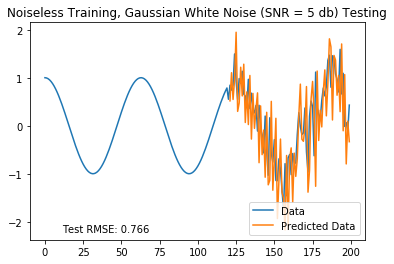 Noiseless Training, Gaussian White Noise (SNR = 5 db) Testing
2
1
0
−1
−2
Test RMSE: 0.766
Data
Predicted Data
0 25 50 75 100 125 150 175 200